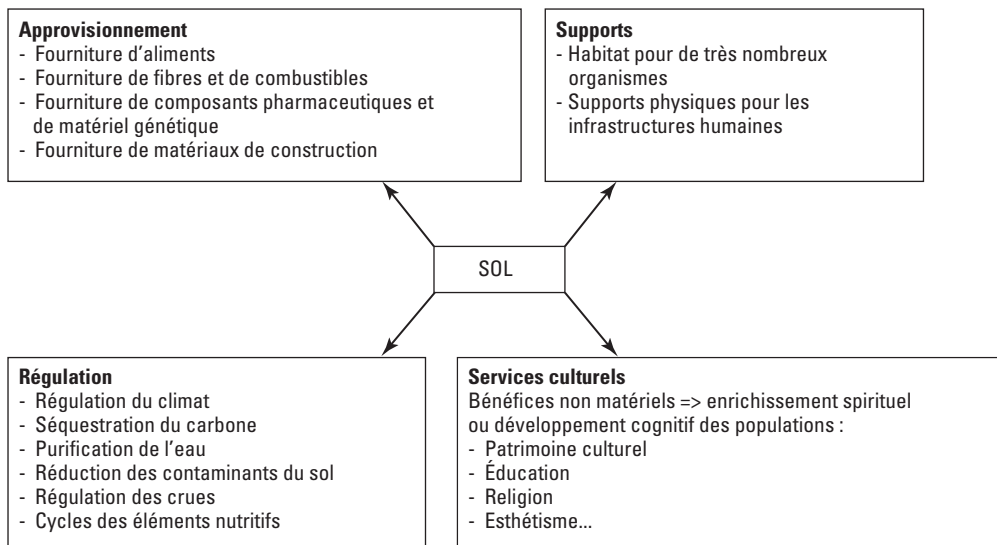 Approvisionnement
- Fourniture d'aliments
- Fourniture de fibres et de combustibles
- Fourniture de composants pharmaceutiques et
de matériel génétique
- Fourniture de matériaux de construction
Supports
- Habitat pour de très nombreux
organismes
- Supports physiques pour les
infrastructures humaines
SOL
Régulation
- Régulation du climat
- Séquestration du carbone
- Purification de l'eau
- Réduction des contaminants du sol
- Régulation des crues
- Cycles des éléments nutritifs
Services culturels
Bénéfices non matériels => enrichissement spirituel
ou développement cognitif des populations :
- Patrimoine culturel
- Éducation
- Religion
- Esthétisme...